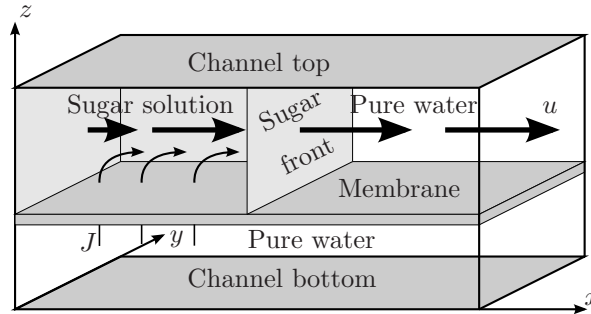 z
Channel top
Sugar solution
Sugar
front
Pure water
u
Membrane
J
y
Pure water
Channel bottom
x